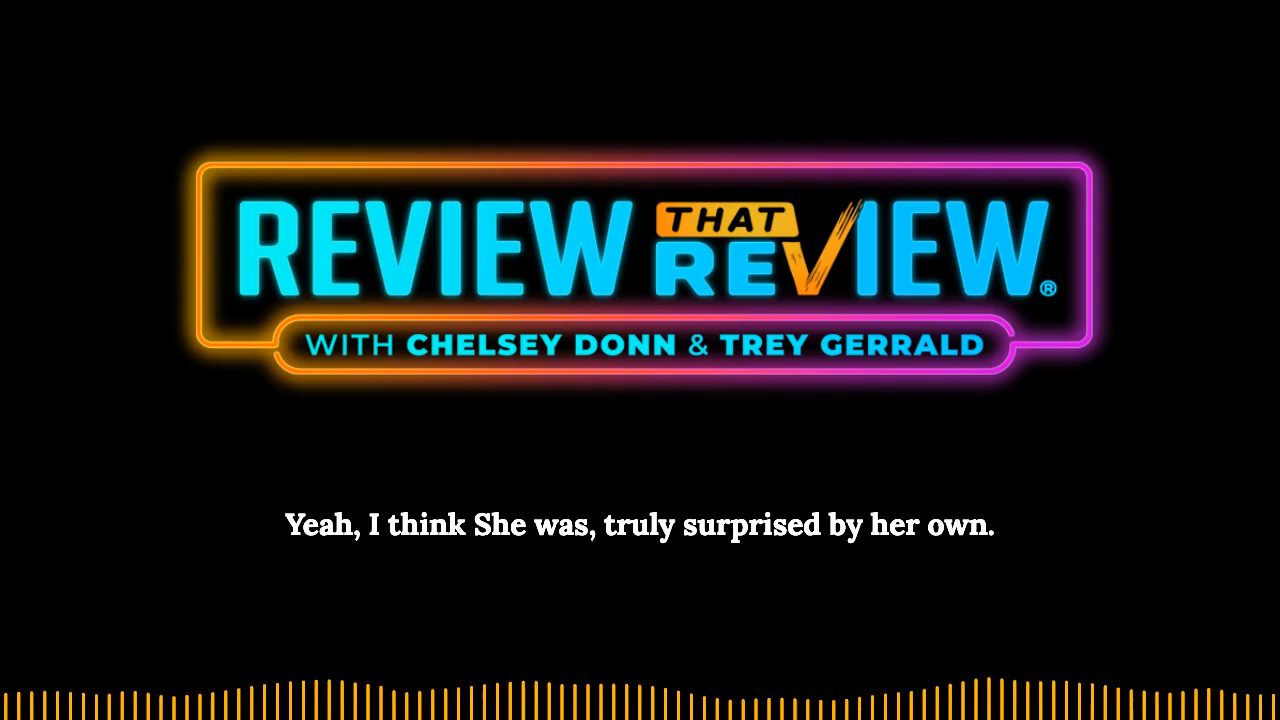 REVIEW THAT REVIEW®
WITH CHELSEY DONN & TREY GERRALD
Yeah, I think She was, truly surprised by her own.